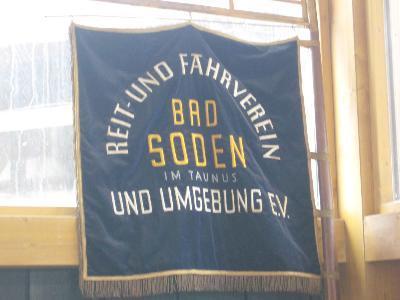 REIT-UND FAHRVEREIN
BAD
SODEN
IM TAUNUS
UND UMGEBUNG E.V.